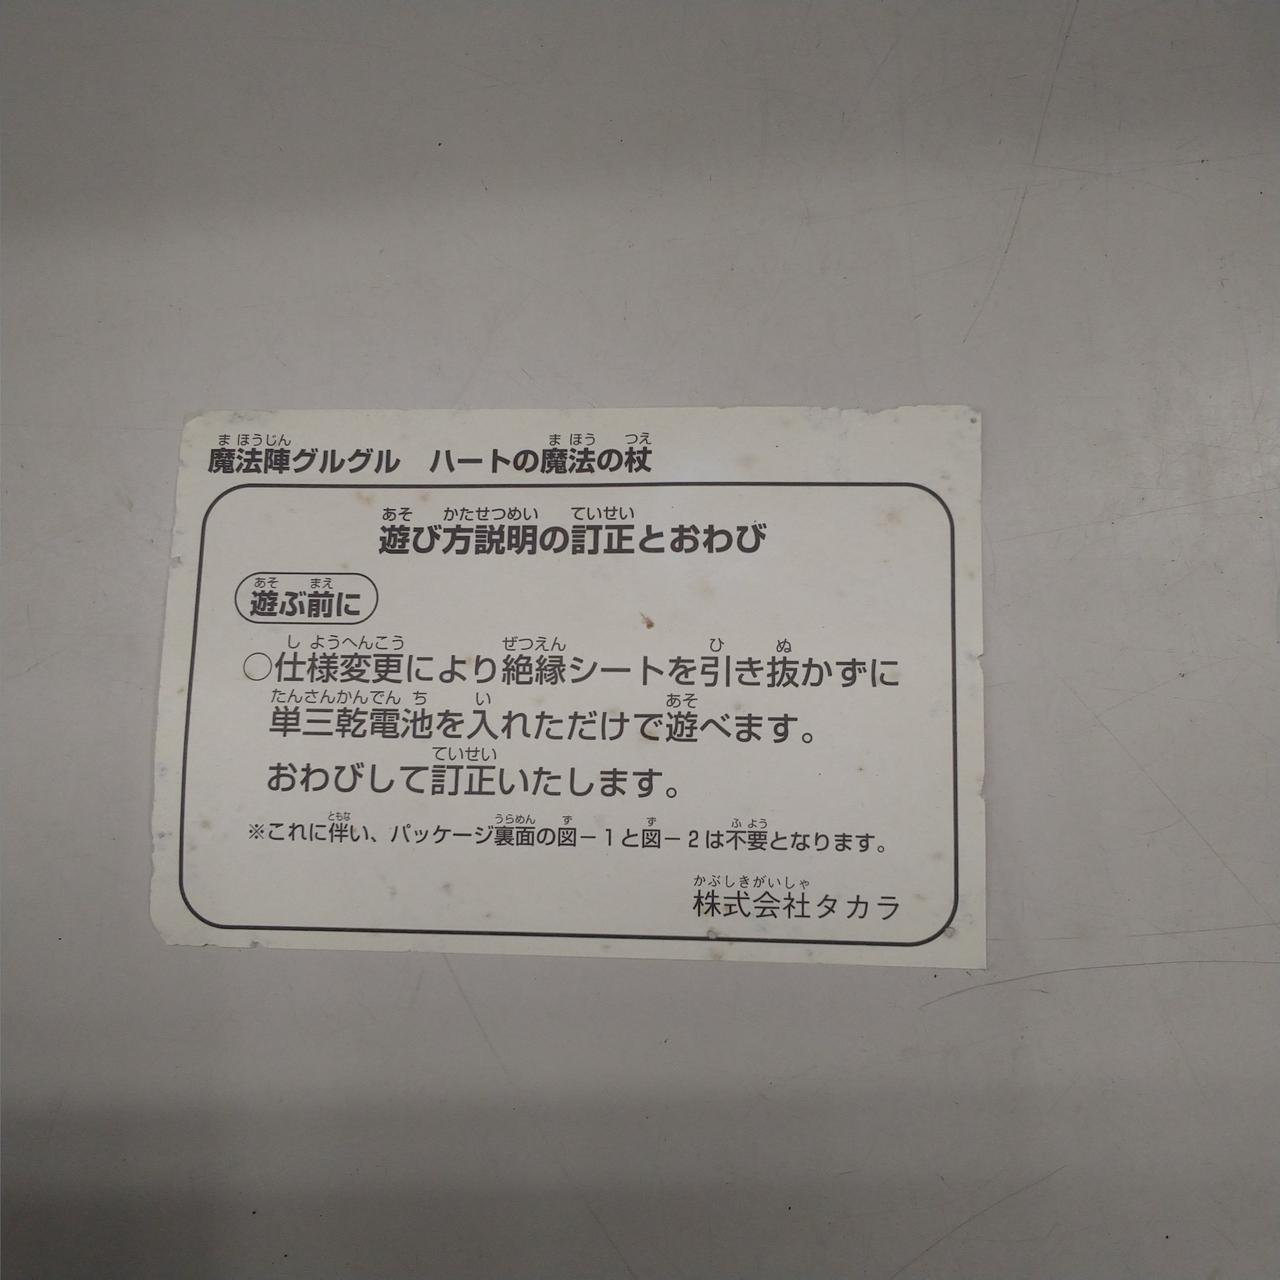 魔法陣グルグル　ハートの魔法の杖
遊び方説明の訂正とおわび
遊ぶ前に
○仕様変更により絶縁シートを引き抜かずに
単三乾電池を入れただけで遊べます。
おわびして訂正いたします。
※これに伴い、パッケージ裏面の図－1と図－2は不要となります。
株式会社タカラ